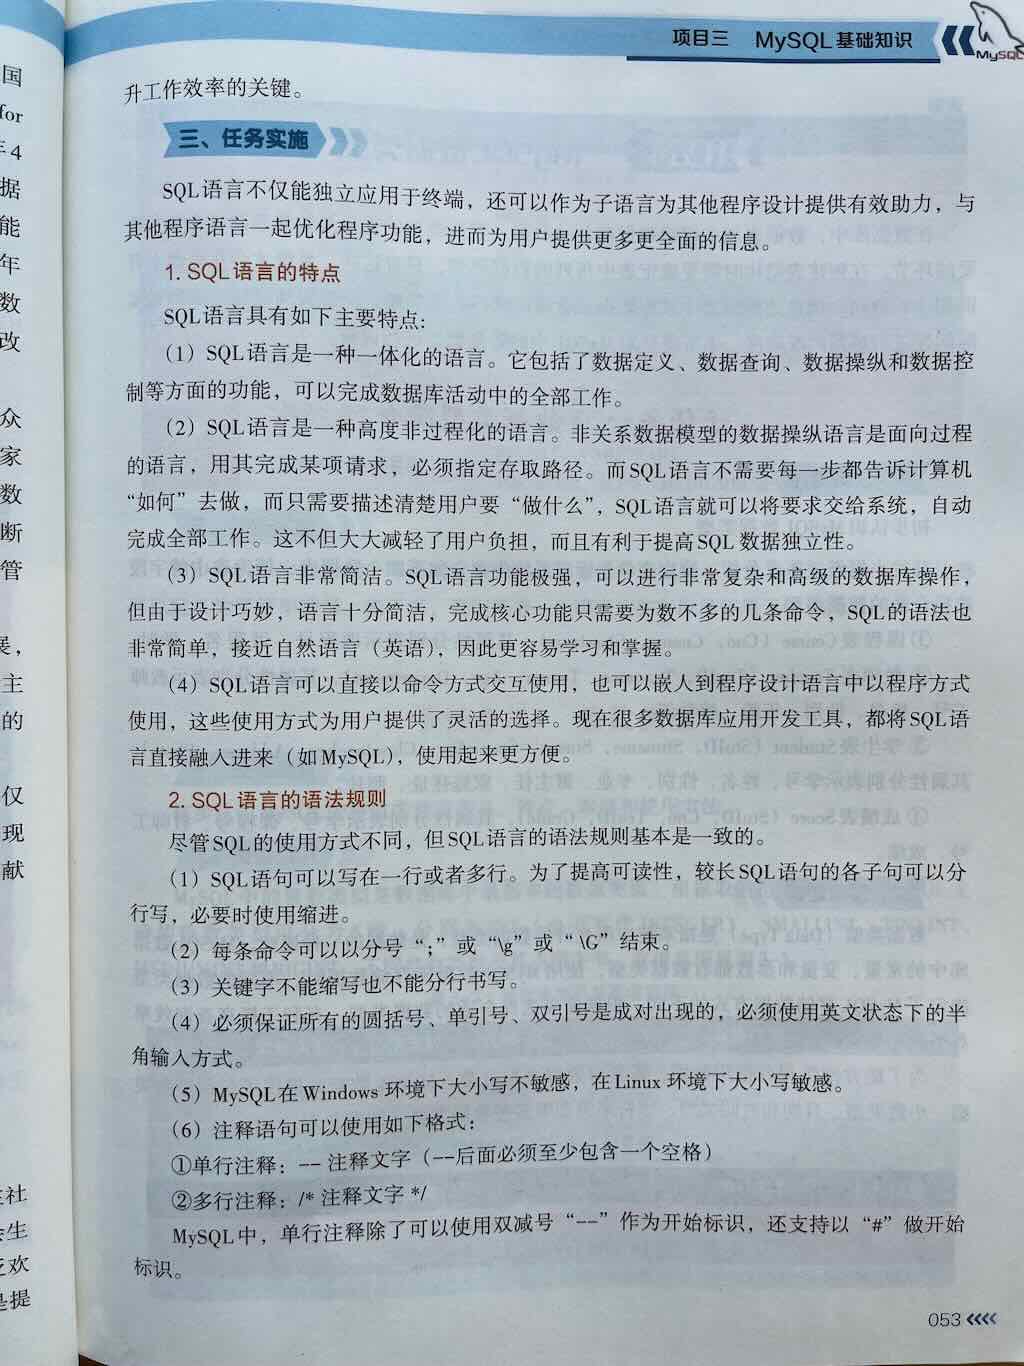 项目三 MySQL基础知识
MySQL
升工作效率的关键。
三、任务实施
SQL语言不仅能独立应用于终端，还可以作为子语言为其他程序设计提供有效助力，与
其他程序语言一起优化程序功能，进而为用户提供更多更全面的信息。
1. SQL语言的特点
SQL语言具有如下主要特点：
（1）SQL语言是一种一体化的语言。它包括了数据定义、数据查询、数据操纵和数据控
制等方面的功能，可以完成数据库活动中的全部工作。
（2）SQL语言是一种高度非过程化的语言。非关系数据模型的数据操纵语言是面向过程
的语言，用其完成某项请求，必须指定存取路径。而SQL语言不需要每一步都告诉计算机
“如何”去做，而只需要描述清楚用户要“做什么”，SQL语言就可以将要求交给系统，自动
完成全部工作。这不但大大减轻了用户负担，而且有利于提高SQL数据独立性。
（3）SQL语言非常简洁。SQL语言功能极强，可以进行非常复杂和高级的数据库操作，
但由于设计巧妙，语言十分简洁，完成核心功能只需要为数不多的几条命令，SQL的语法也
非常简单，接近自然语言（英语），因此更容易学习和掌握。
（4）SQL语言可以直接以命令方式交互使用，也可以嵌人到程序设计语言中以程序方式
使用，这些使用方式为用户提供了灵活的选择。现在很多数据库应用开发工具，都将SQL语
言直接融入进来（如MySQL），使用起来更方便。
2. SQL语言的语法规则
尽管SQL的使用方式不同，但SQL语言的语法规则基本是一致的。
（1）SQL语句可以写在一行或者多行。为了提高可读性，较长SQL语句的各子句可以分
行写，必要时使用缩进。
（2）每条命令可以以分号“;”或“\g”或“\G”结束。
（3）关键字不能缩写也不能分行书写。
（4）必须保证所有的圆括号、单引号、双引号是成对出现的，必须使用英文状态下的半
角输入方式。
（5）MySQL在Windows环境下大小写不敏感，在Linux环境下大小写敏感。
（6）注释语句可以使用如下格式：
①单行注释：-- 注释文字（--后面必须至少包含一个空格）
②多行注释：/* 注释文字 */
MySQL中，单行注释除了可以使用双减号“--”作为开始标识，还支持以“#”做开始
标识。
053
国
for
4
据
能
年
数
改
众
家
数
断
管
主
的
仅
现
献
社
生
欢
提